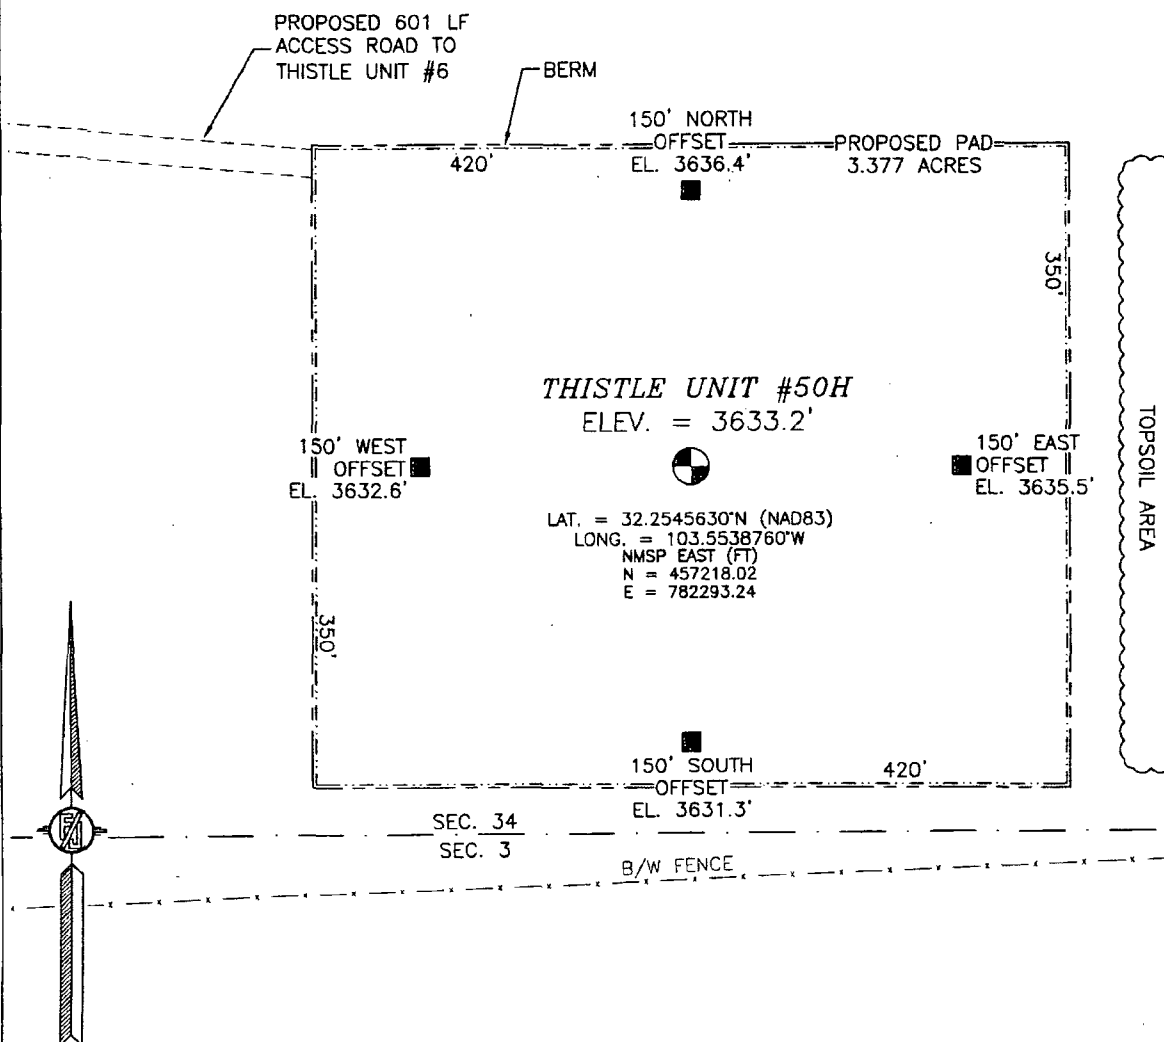 PROPOSED 601 LF
ACCESS ROAD TO
THISTLE UNIT #6
BERM
150' NORTH
OFFSET
EL. 3636.4'
420'
PROPOSED PAD
3.377 ACRES
350'
TOPSOIL AREA
THISTLE UNIT #50H
ELEV. = 3633.2'
150' WEST
OFFSET
EL. 3632.6'
150' EAST
OFFSET
EL. 3635.5'
LAT. = 32.2545630°N (NAD83)
LONG. = 103.5538760°W
NMSP EAST (FT)
N = 457218.02
E = 782293.24
350'
150' SOUTH
OFFSET
EL. 3631.3'
420'
SEC. 34
SEC. 3
B/W FENCE